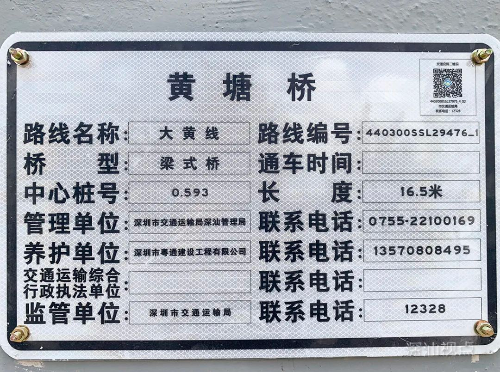 黄塘 桥
路线名称: 大黄线 路线编号: 440300SSL29476_1
桥 型: 梁式桥 通车时间:
中心桩号: 0.593 长 度: 16.5米
管理单位: 深圳市交通运输局深汕管理局 联系电话: 0755-22100169
养护单位: 深圳市粤通建设工程有限公司 联系电话: 13570808495
交通运输综合
行政执法单位: 联系电话:
监管单位: 深圳市交通运输局 联系电话: 12328
深汕视点